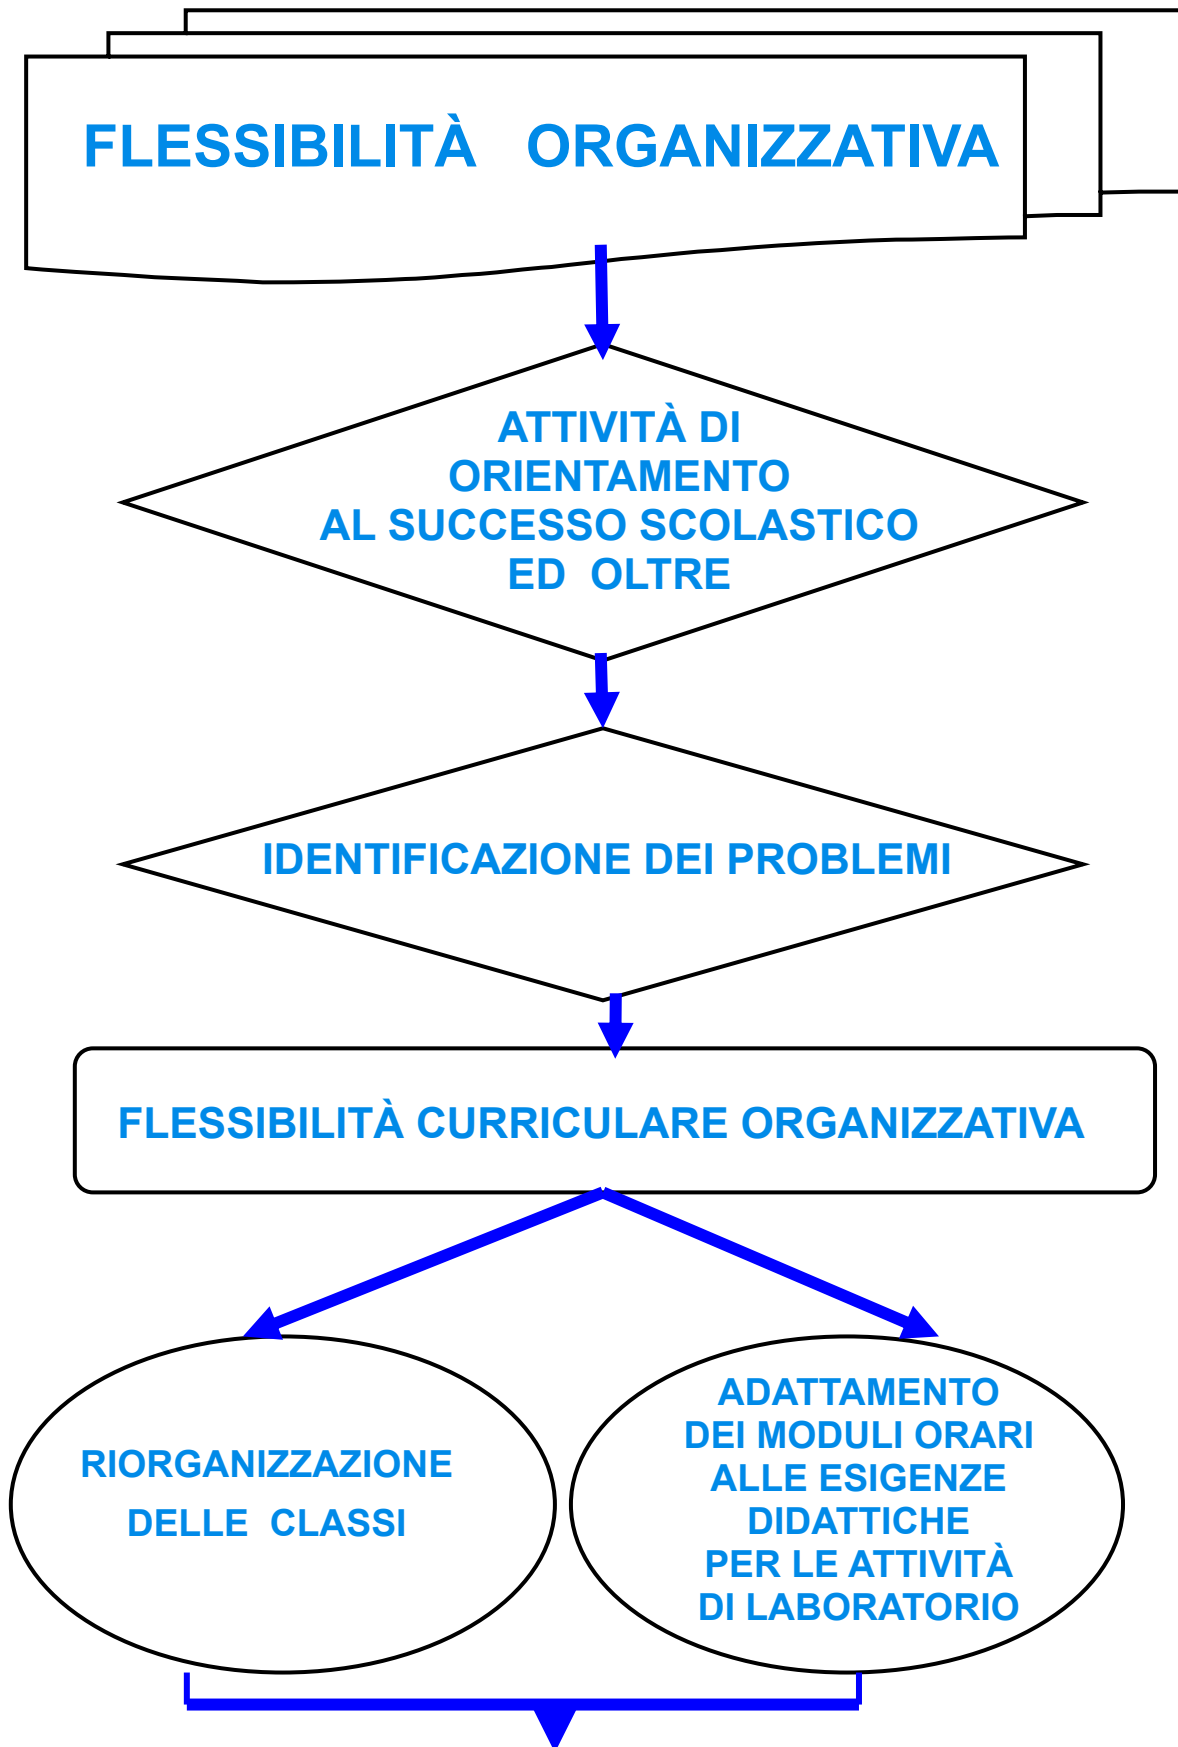 FLESSIBILITÀ ORGANIZZATIVA
ATTIVITÀ DI
ORIENTAMENTO
AL SUCCESSO SCOLASTICO
ED OLTRE
IDENTIFICAZIONE DEI PROBLEMI
FLESSIBILITÀ CURRICULARE ORGANIZZATIVA
RIORGANIZZAZIONE
DELLE CLASSI
ADATTAMENTO
DEI MODULI ORARI
ALLE ESIGENZE
DIDATTICHE
PER LE ATTIVITÀ
DI LABORATORIO